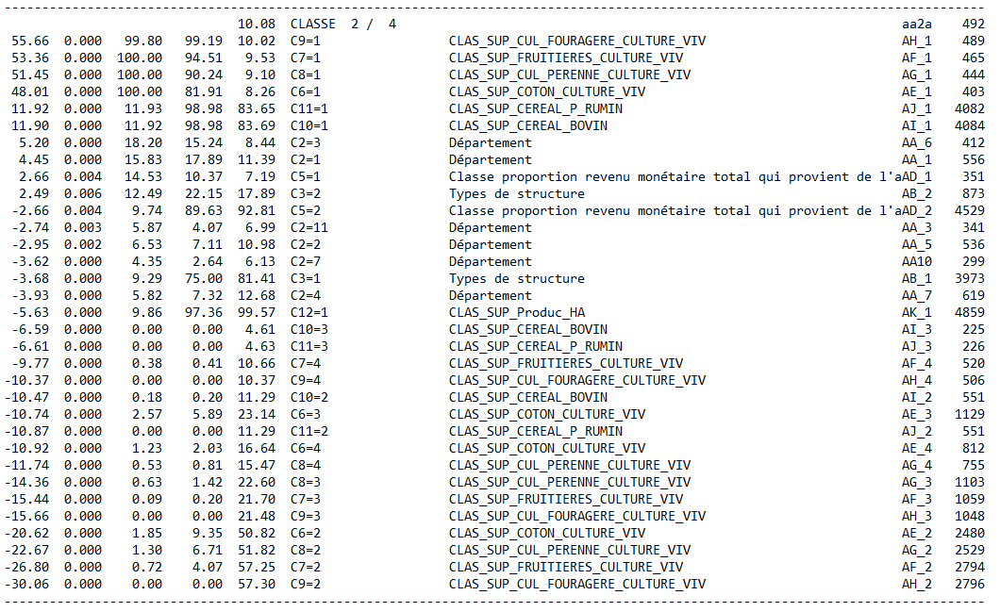 ---------------------------------------------------------------------------------------------------------------------------------
10.08 CLASSE 2 / 4 aa2a 492
55.66 0.000 99.80 99.19 10.02 C9=1 CLAS_SUP_CUL_FOURAGERE_CULTURE_VIV AH_1 489
53.36 0.000 100.00 94.51 9.53 C7=1 CLAS_SUP_FRUITIERES_CULTURE_VIV AF_1 465
51.45 0.000 100.00 90.24 9.10 C8=1 CLAS_SUP_CUL_PERENNE_CULTURE_VIV AG_1 444
48.01 0.000 100.00 81.91 8.26 C6=1 CLAS_SUP_COTON_CULTURE_VIV AE_1 403
11.92 0.000 11.93 98.98 83.65 C11=1 CLAS_SUP_CEREAL_P_RUMIN AJ_1 4082
11.90 0.000 11.92 98.98 83.69 C10=1 CLAS_SUP_CEREAL_BOVIN AI_1 4084
5.20 0.000 18.20 15.24 8.44 C2=3 Département AA_6 412
4.45 0.000 15.83 17.89 11.39 C2=1 Département AA_1 556
2.66 0.004 14.53 10.37 7.19 C5=1 Classe proportion revenu monétaire total qui provient de l'aAD_1 351
2.49 0.006 12.49 22.15 17.89 C3=2 Types de structure AB_2 873
-2.66 0.004 9.74 89.63 92.81 C5=2 Classe proportion revenu monétaire total qui provient de l'aAD_2 4529
-2.74 0.003 5.87 4.07 6.99 C2=11 Département AA_3 341
-2.95 0.002 6.53 7.11 10.98 C2=2 Département AA_5 536
-3.62 0.000 4.35 2.64 6.13 C2=7 Département AA10 299
-3.68 0.000 9.29 75.00 81.41 C3=1 Types de structure AB_1 3973
-3.93 0.000 5.82 7.32 12.68 C2=4 Département AA_7 619
-5.63 0.000 9.86 97.36 99.57 C12=1 CLAS_SUP_Produc_HA AK_1 4859
-6.59 0.000 0.00 0.00 4.61 C10=3 CLAS_SUP_CEREAL_BOVIN AI_3 225
-6.61 0.000 0.00 0.00 4.63 C11=3 CLAS_SUP_CEREAL_P_RUMIN AJ_3 226
-9.77 0.000 0.38 0.41 10.66 C7=4 CLAS_SUP_FRUITIERES_CULTURE_VIV AF_4 520
-10.37 0.000 0.00 0.00 10.37 C9=4 CLAS_SUP_CUL_FOURAGERE_CULTURE_VIV AH_4 506
-10.47 0.000 0.18 0.20 11.29 C10=2 CLAS_SUP_CEREAL_BOVIN AI_2 551
-10.74 0.000 2.57 5.89 23.14 C6=3 CLAS_SUP_COTON_CULTURE_VIV AE_3 1129
-10.87 0.000 0.00 0.00 11.29 C11=2 CLAS_SUP_CEREAL_P_RUMIN AJ_2 551
-10.92 0.000 1.23 2.03 16.64 C6=4 CLAS_SUP_COTON_CULTURE_VIV AE_4 812
-11.74 0.000 0.53 0.81 15.47 C8=4 CLAS_SUP_CUL_PERENNE_CULTURE_VIV AG_4 755
-14.36 0.000 0.63 1.42 22.60 C8=3 CLAS_SUP_CUL_PERENNE_CULTURE_VIV AG_3 1103
-15.44 0.000 0.09 0.20 21.70 C7=3 CLAS_SUP_FRUITIERES_CULTURE_VIV AF_3 1059
-15.66 0.000 0.00 0.00 21.48 C9=3 CLAS_SUP_CUL_FOURAGERE_CULTURE_VIV AH_3 1048
-20.62 0.000 1.85 9.35 50.82 C6=2 CLAS_SUP_COTON_CULTURE_VIV AE_2 2480
-22.67 0.000 1.30 6.71 51.82 C8=2 CLAS_SUP_CUL_PERENNE_CULTURE_VIV AG_2 2529
-26.80 0.000 0.72 4.07 57.25 C7=2 CLAS_SUP_FRUITIERES_CULTURE_VIV AF_2 2794
-30.06 0.000 0.00 0.00 57.30 C9=2 CLAS_SUP_CUL_FOURAGERE_CULTURE_VIV AH_2 2796
---------------------------------------------------------------------------------------------------------------------------------